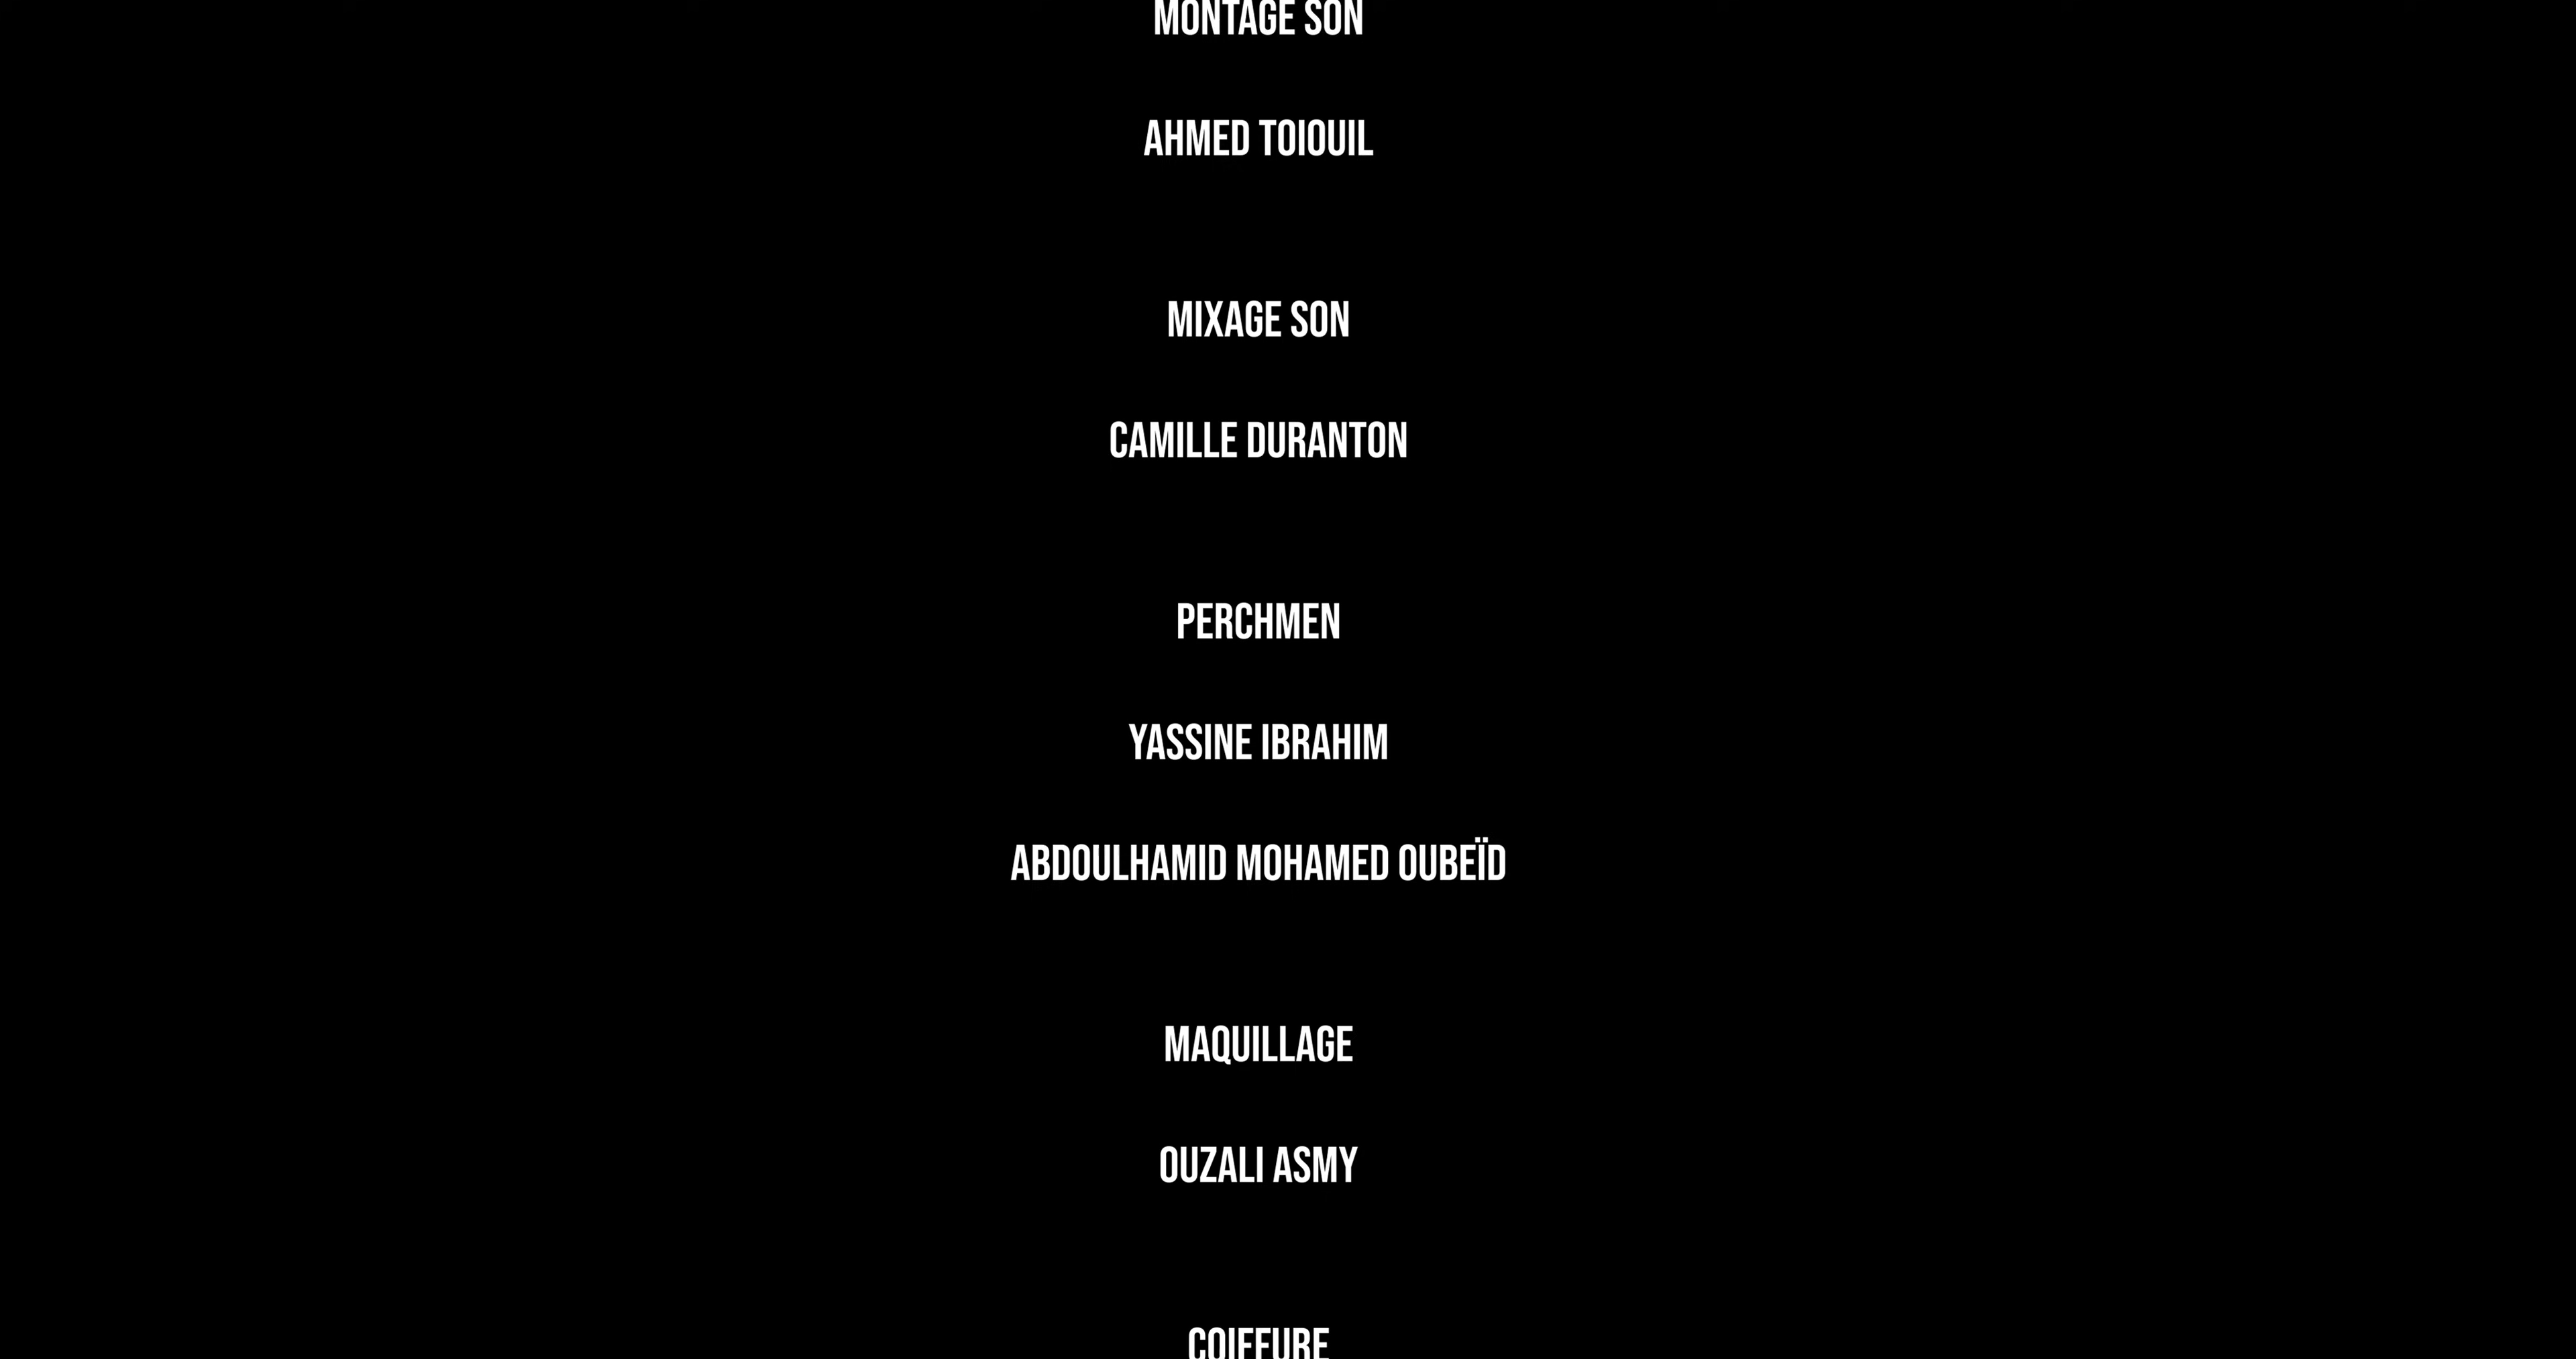 MONTAGE SON
AHMED TOIOUIL
MIXAGE SON
CAMILLE DURANTON
PERCHMEN
YASSINE IBRAHIM
ABDOULHAMID MOHAMED OUBEÏD
MAQUILLAGE
OUZALI ASMY
COIFFURE